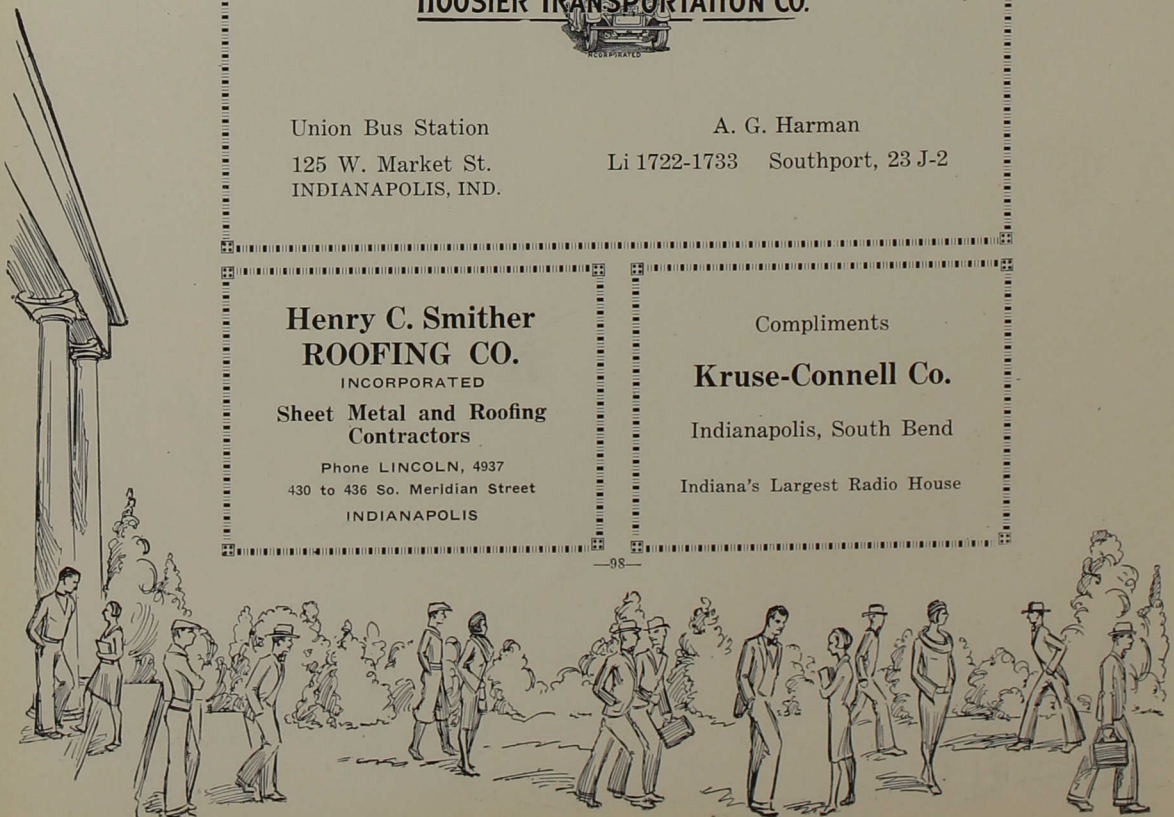 HOOSIER TRANSPORTATION CO.
INCORPORATED
Union Bus Station
125 W. Market St.
INDIANAPOLIS, IND.
A. G. Harman
Li 1722-1733 Southport, 23 J-2
Henry C. Smither
ROOFING CO.
INCORPORATED
Sheet Metal and Roofing
Contractors
Phone LINCOLN, 4937
430 to 436 So. Meridian Street
INDIANAPOLIS
Compliments
Kruse-Connell Co.
Indianapolis, South Bend
Indiana's Largest Radio House
—98—